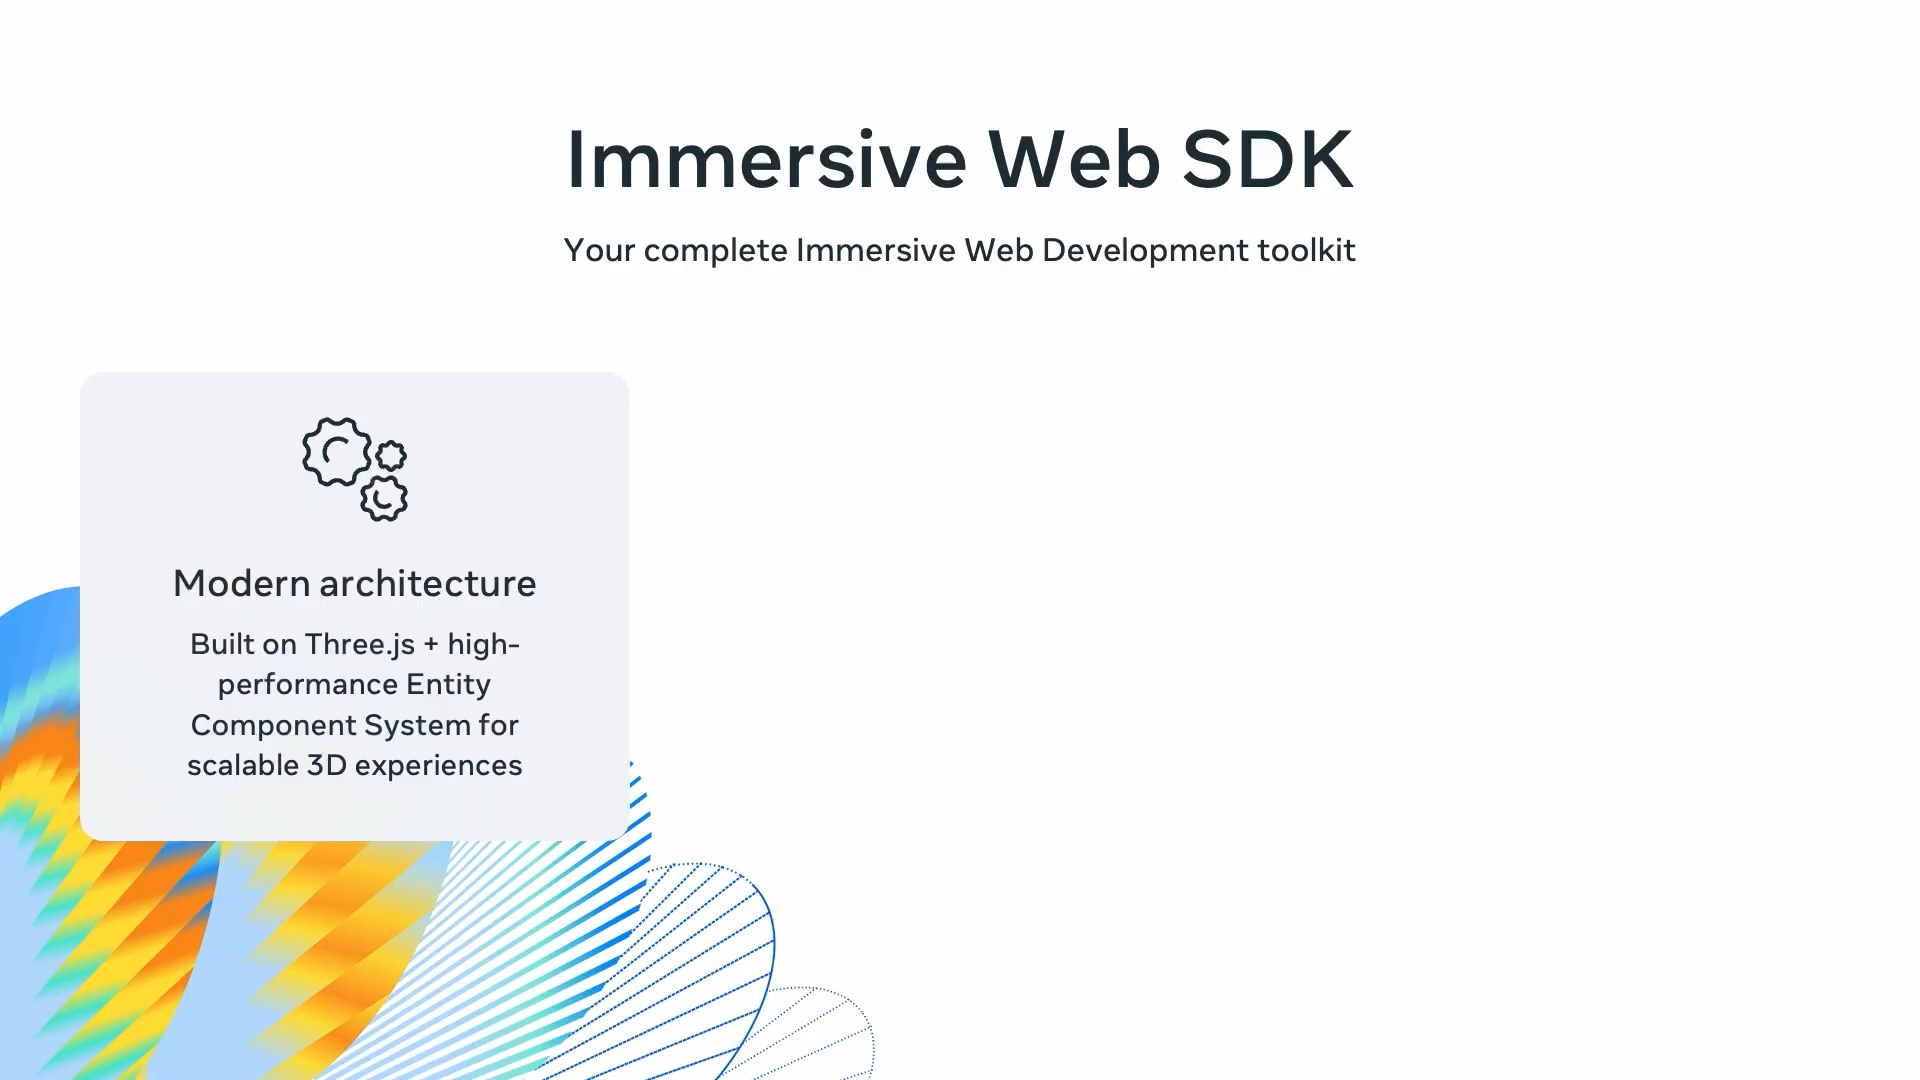 Immersive Web SDK
Your complete Immersive Web Development toolkit
Modern architecture
Built on Three.js + high-
performance Entity
Component System for
scalable 3D experiences